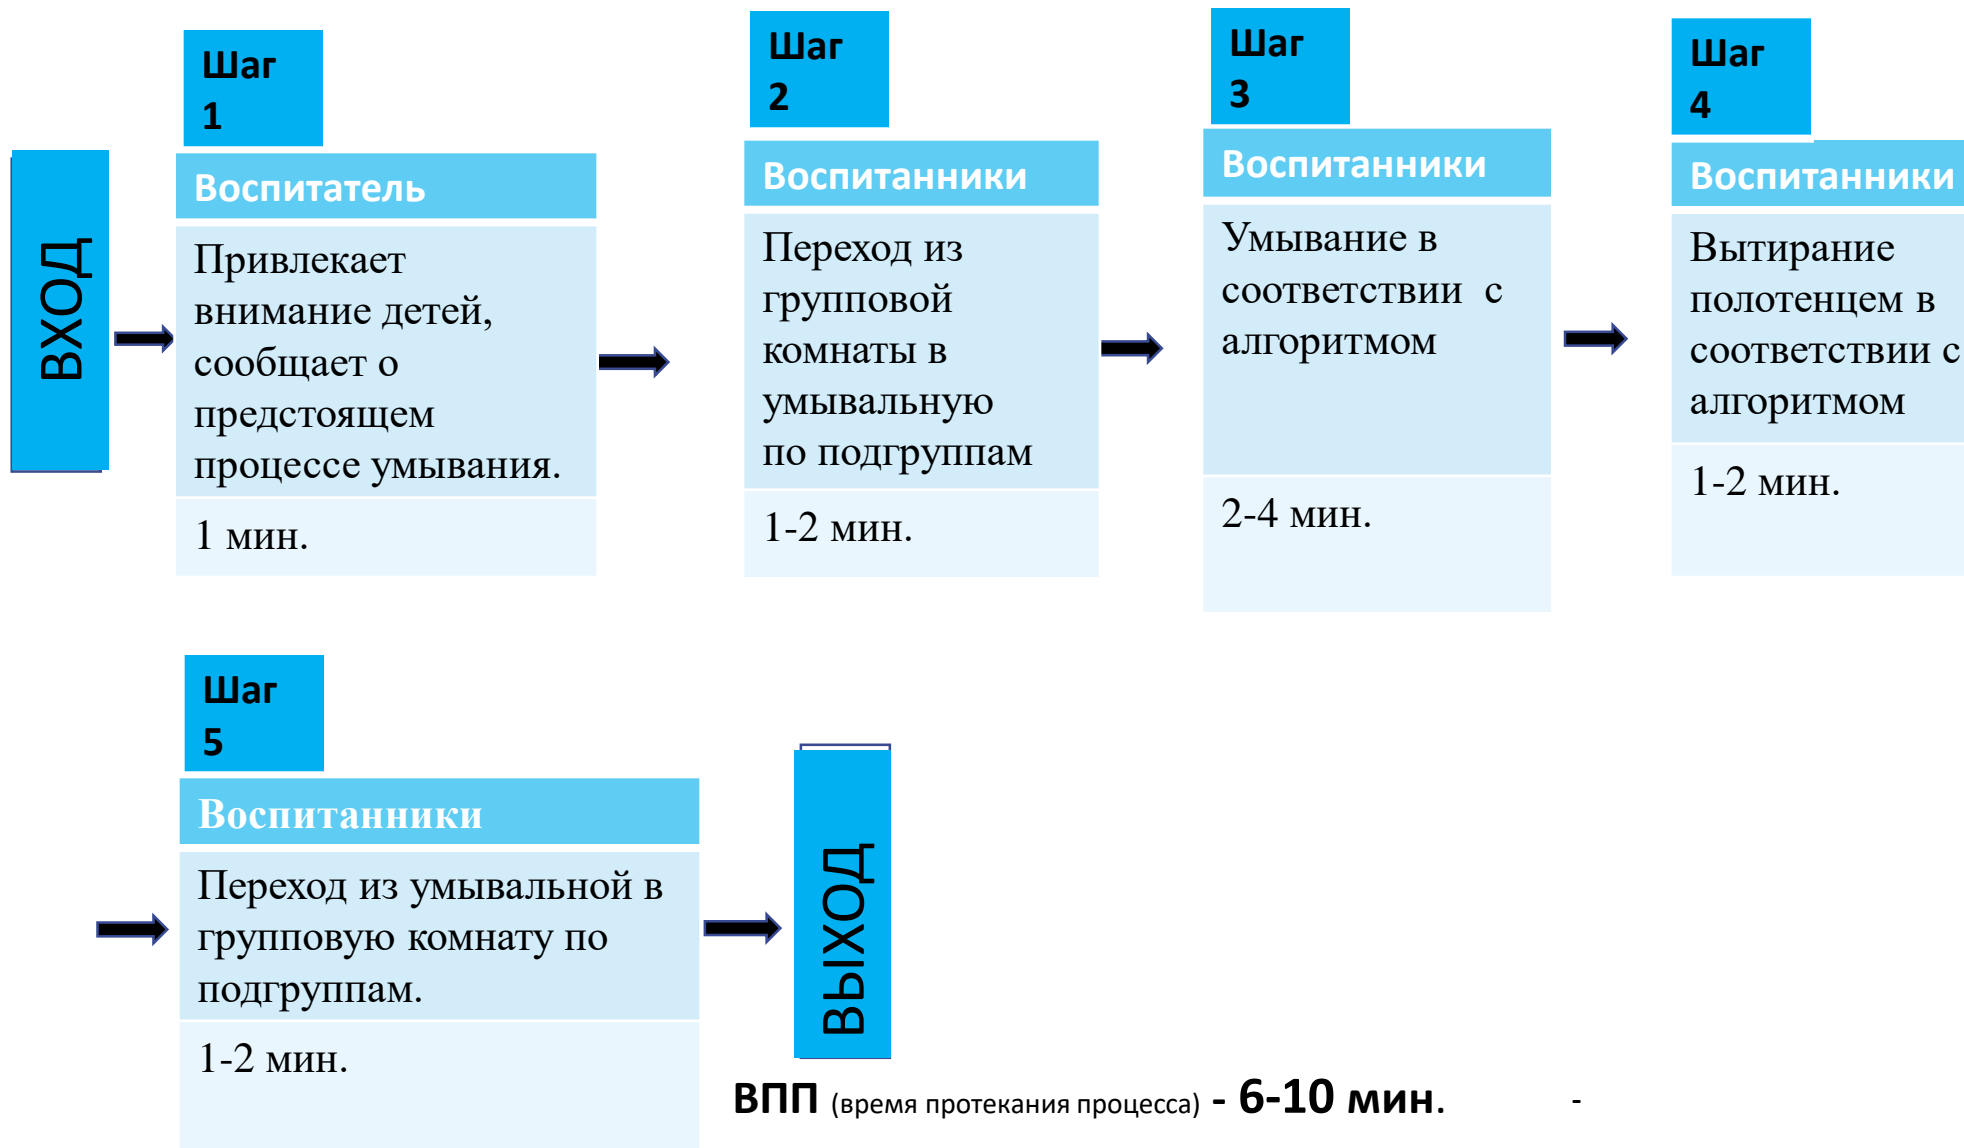 Шаг
1
Шаг
2
Шаг
3
Шаг
4
ВХОД
Воспитатель
Привлекает
внимание детей,
сообщает о
предстоящем
процессе умывания.
1 мин.
Воспитанники
Переход из
групповой
комнаты в
умывальную
по подгруппам
1-2 мин.
Воспитанники
Умывание в
соответствии с
алгоритмом
2-4 мин.
Воспитанники
Вытирание
полотенцем в
соответствии с
алгоритмом
1-2 мин.
Шаг
5
Воспитанники
Переход из умывальной в
групповую комнату по
подгруппам.
1-2 мин.
ВЫХОД
ВПП (время протекания процесса) - 6-10 мин. -